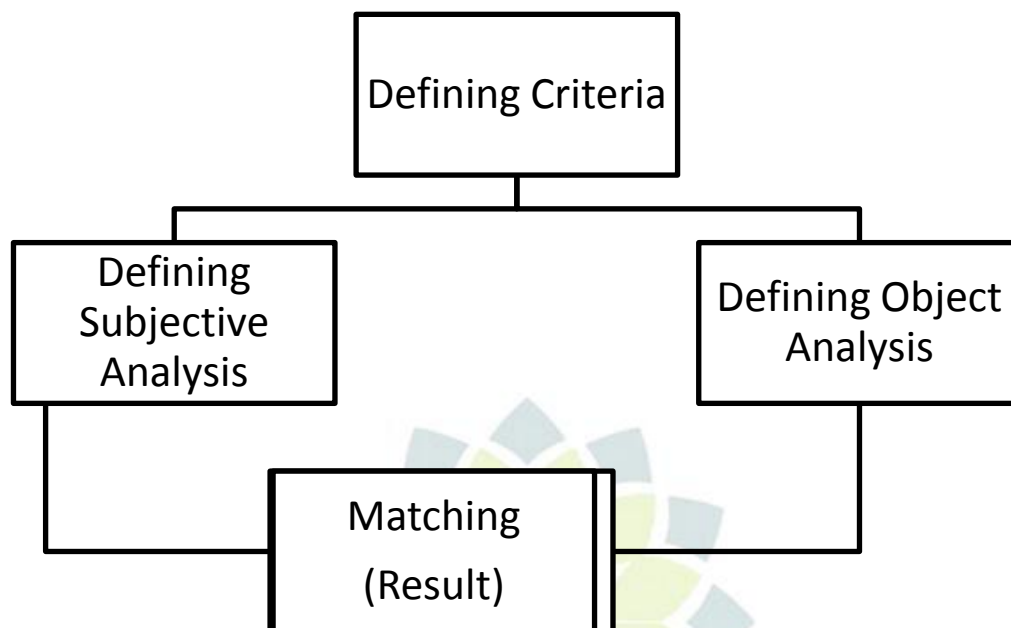 Defining Criteria
Defining
Subjective
Analysis
Defining Object
Analysis
Matching
(Result)